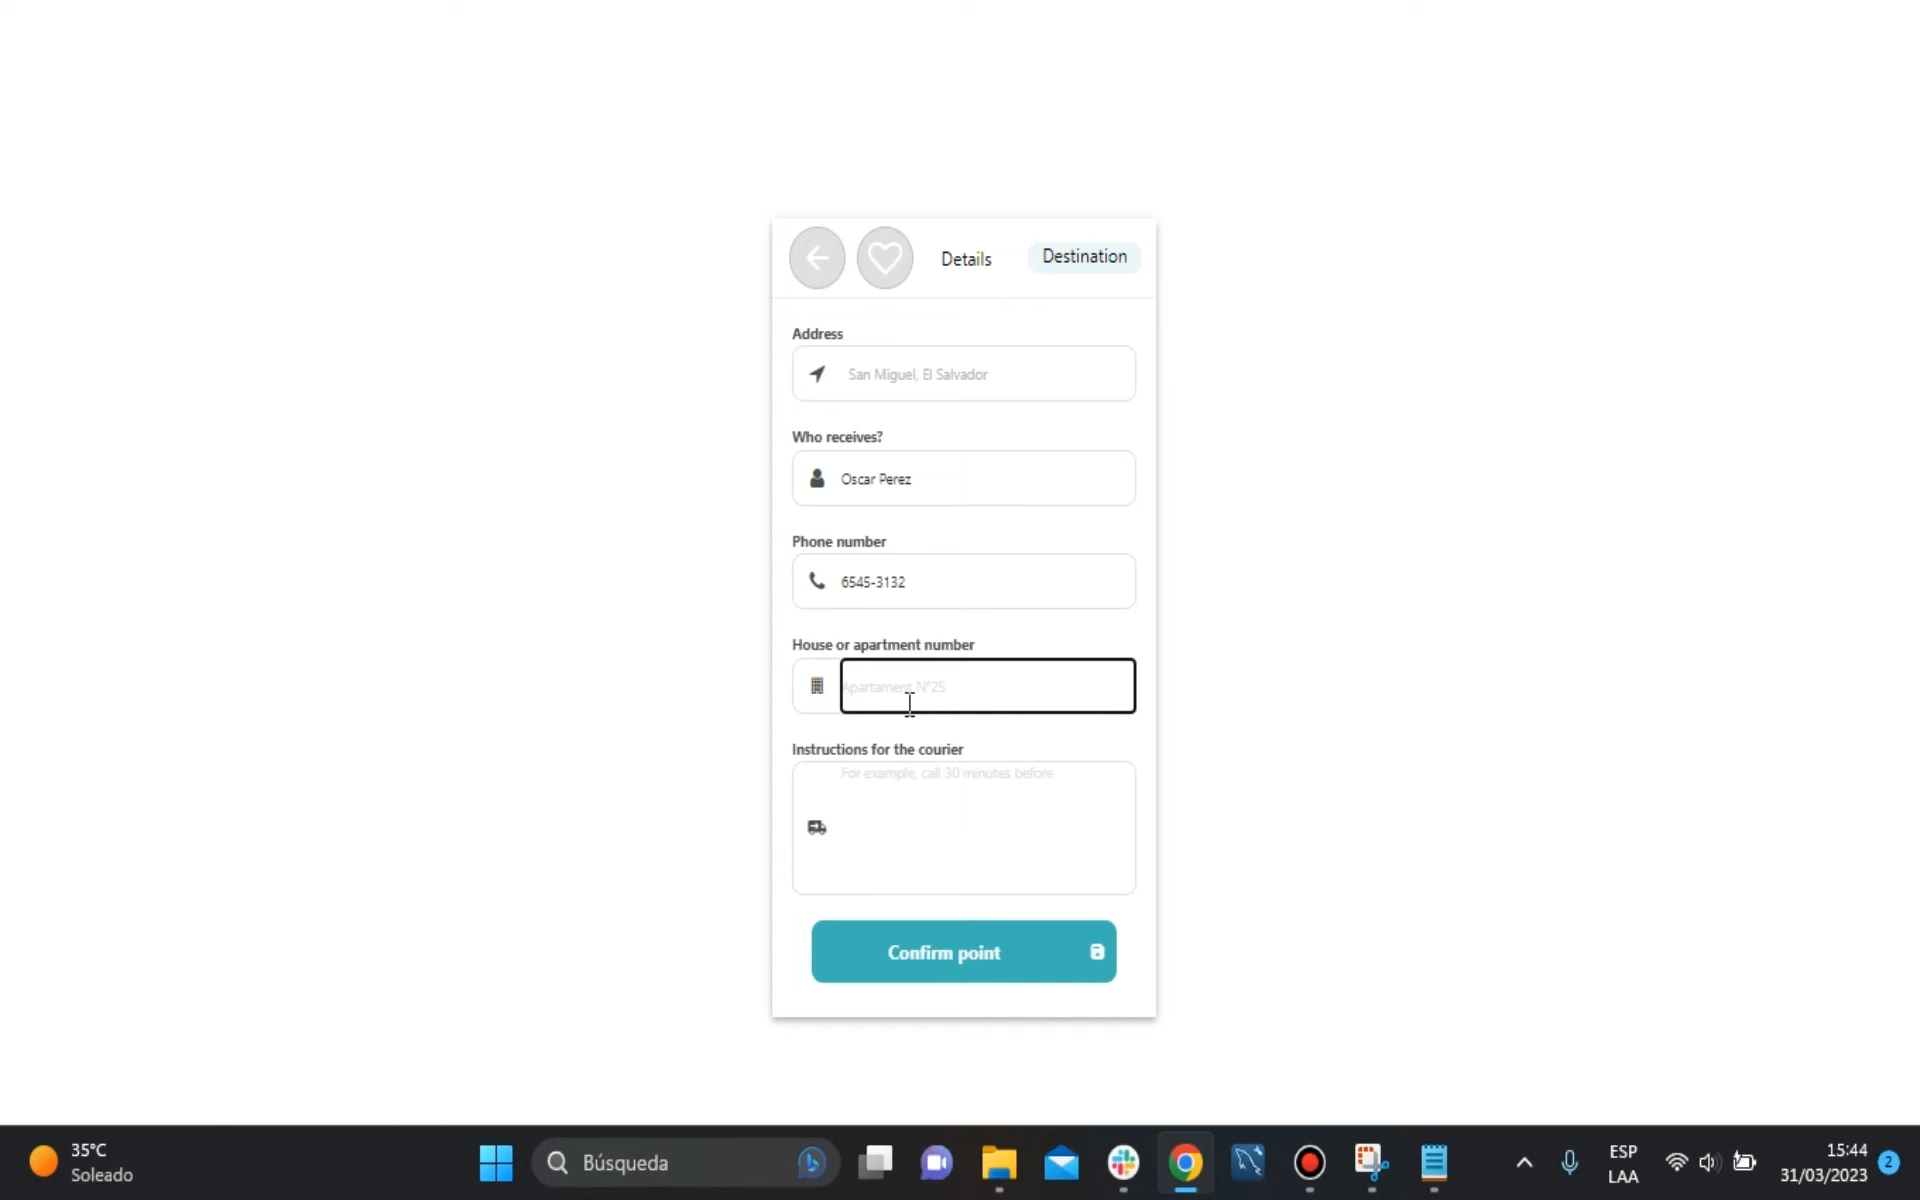 Details
Destination
Address
San Miguel, El Salvador
Who receives?
Oscar Perez
Phone number
6545-3132
House or apartment number
Apartament N°25
Instructions for the courier
For example, call 30 minutes before
Confirm point
35°C
Soleado
Búsqueda
ESP
LAA
15:44
31/03/2023
2